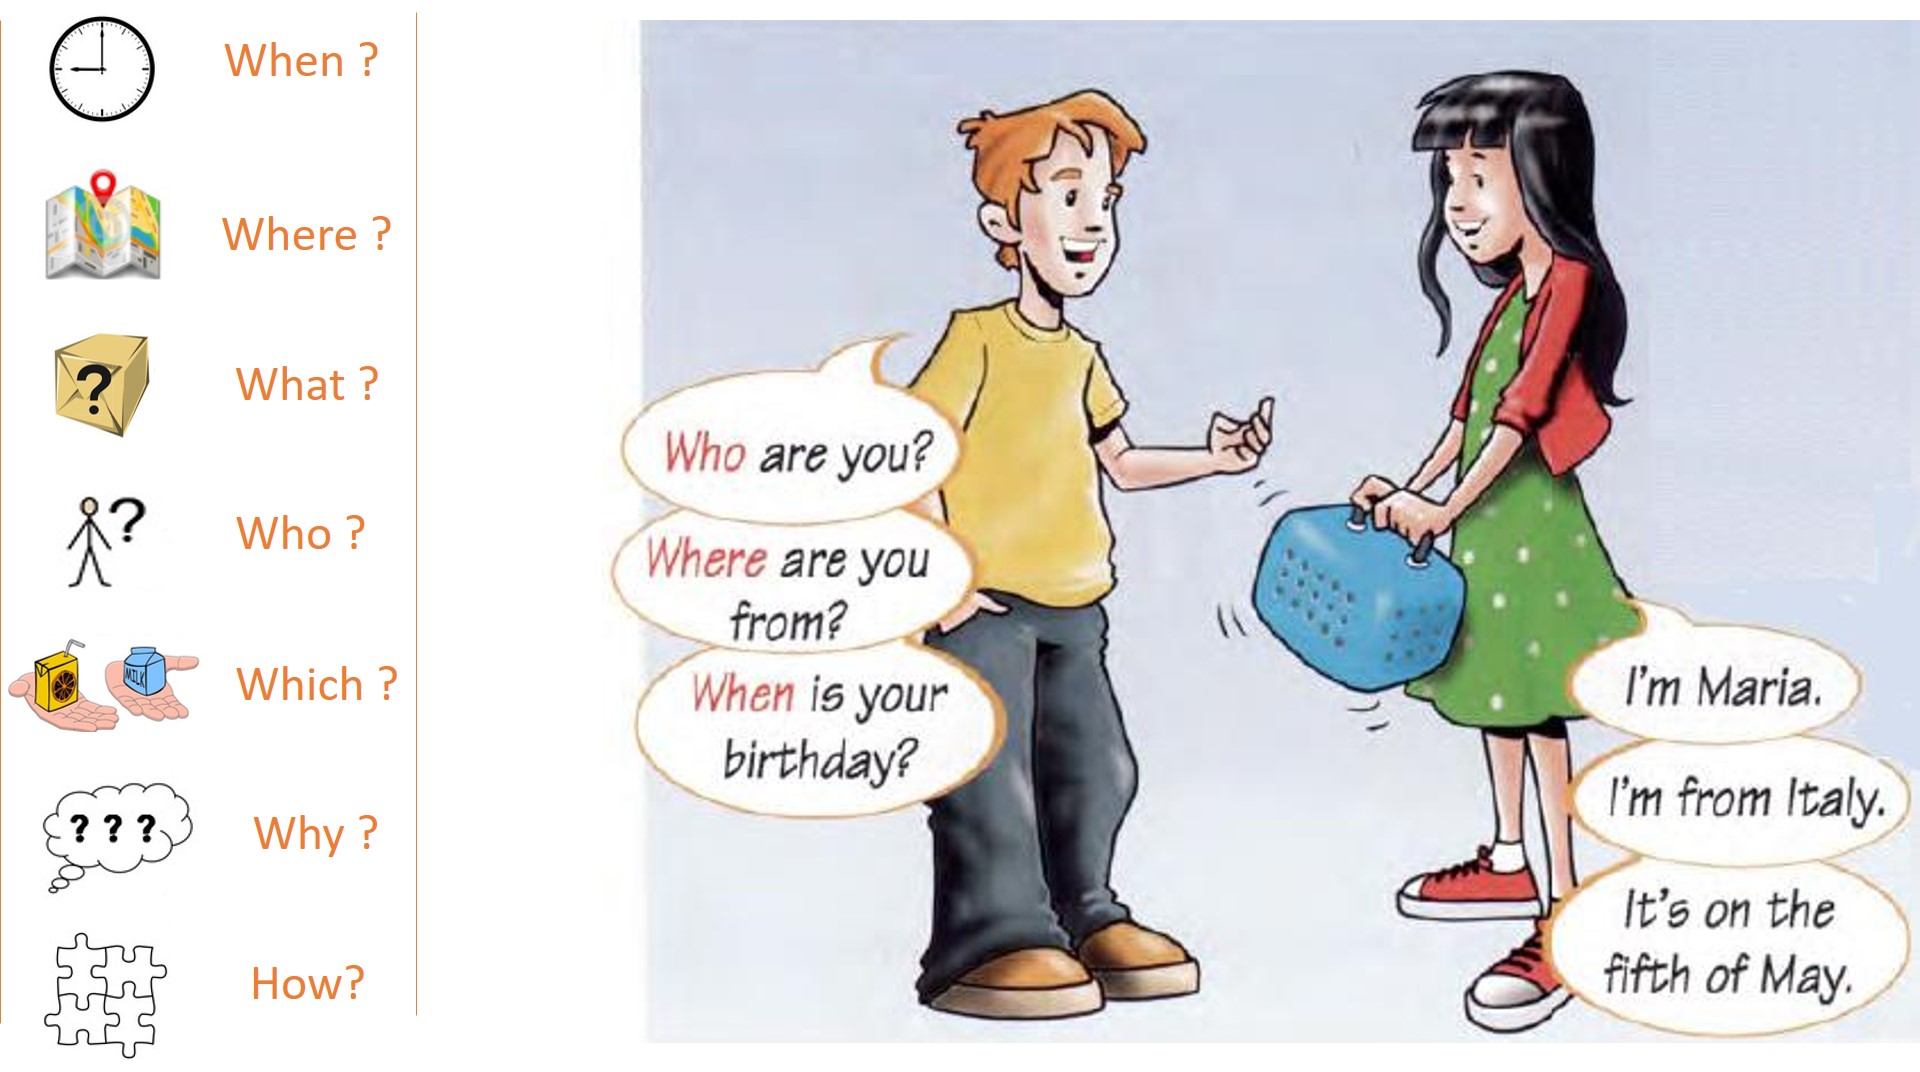 When ?
Where ?
?
What ?
?
Who ?
MILK
Which ?
? ? ?
Why ?
How?
Who are you?
Where are you
from?
When is your
birthday?
I'm Maria.
I'm from Italy.
It's on the
fifth of May.